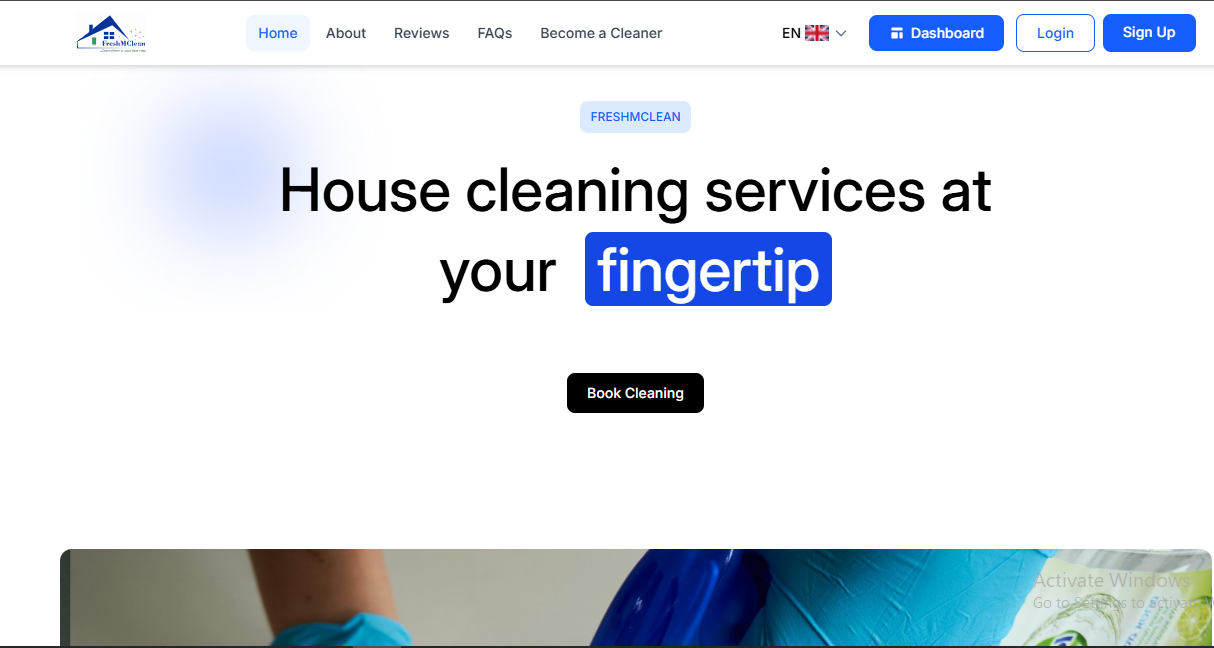 FreshMClean
Home
About
Reviews
FAQs
Become a Cleaner
EN
Dashboard
Login
Sign Up
FRESHMCLEAN
House cleaning services at
your fingertip
Book Cleaning
Activate Windows
Go to Settings to activate